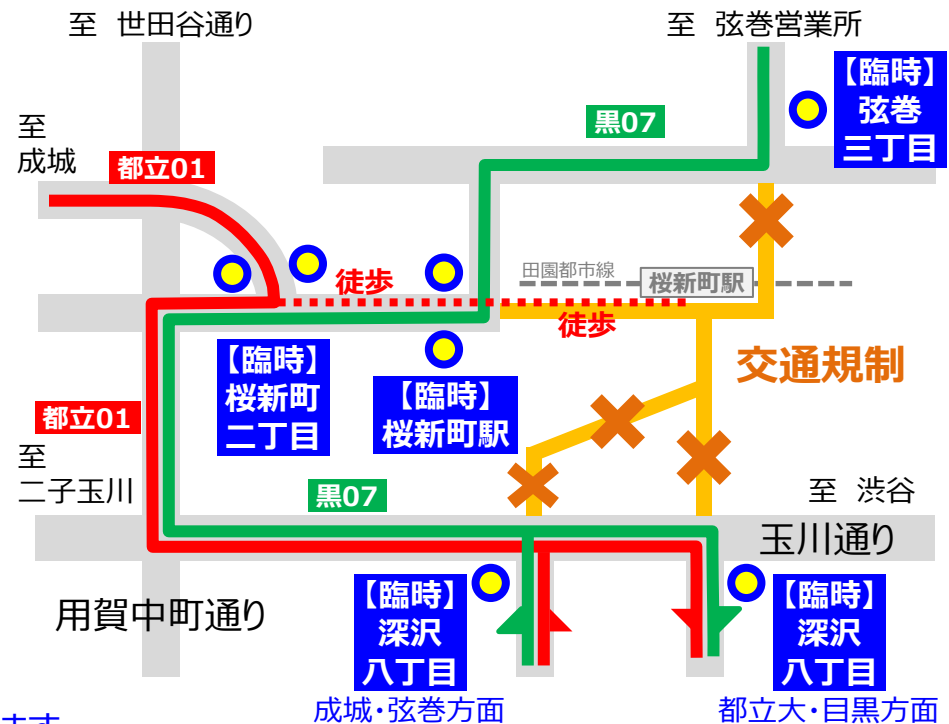 至 世田谷通り
至 弦巻営業所
【臨時】
弦巻
三丁目
黒07
至
成城
都立01
田園都市線
桜新町駅
徒歩
徒歩
交通規制
【臨時】
桜新町
二丁目
【臨時】
桜新町駅
都立01
至
二子玉川
黒07
至 渋谷
玉川通り
用賀中町通り
【臨時】
深沢
八丁目
成城・弦巻方面
【臨時】
深沢
八丁目
都立大・目黒方面
ます